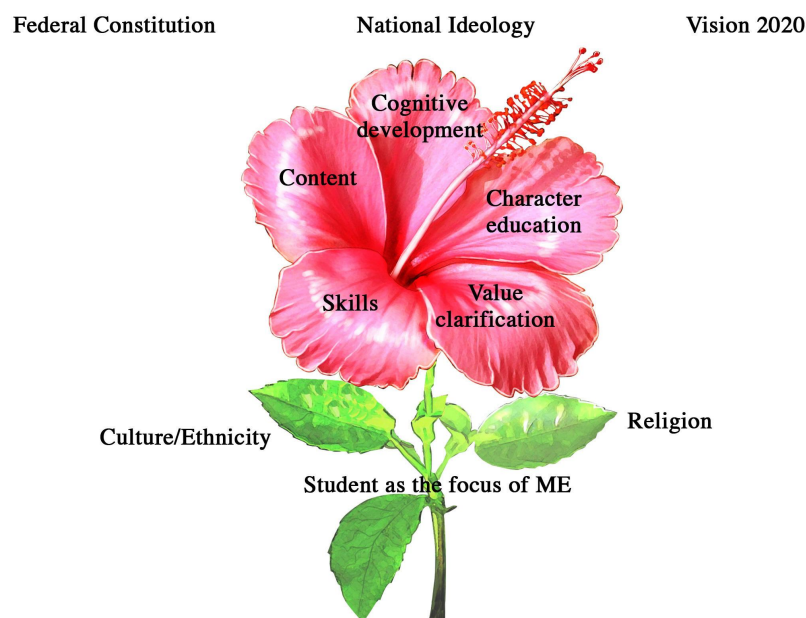 Federal Constitution
National Ideology
Vision 2020
Cognitive
development
Content
Character
education
Skills
Value
clarification
Culture/Ethnicity
Religion
Student as the focus of ME